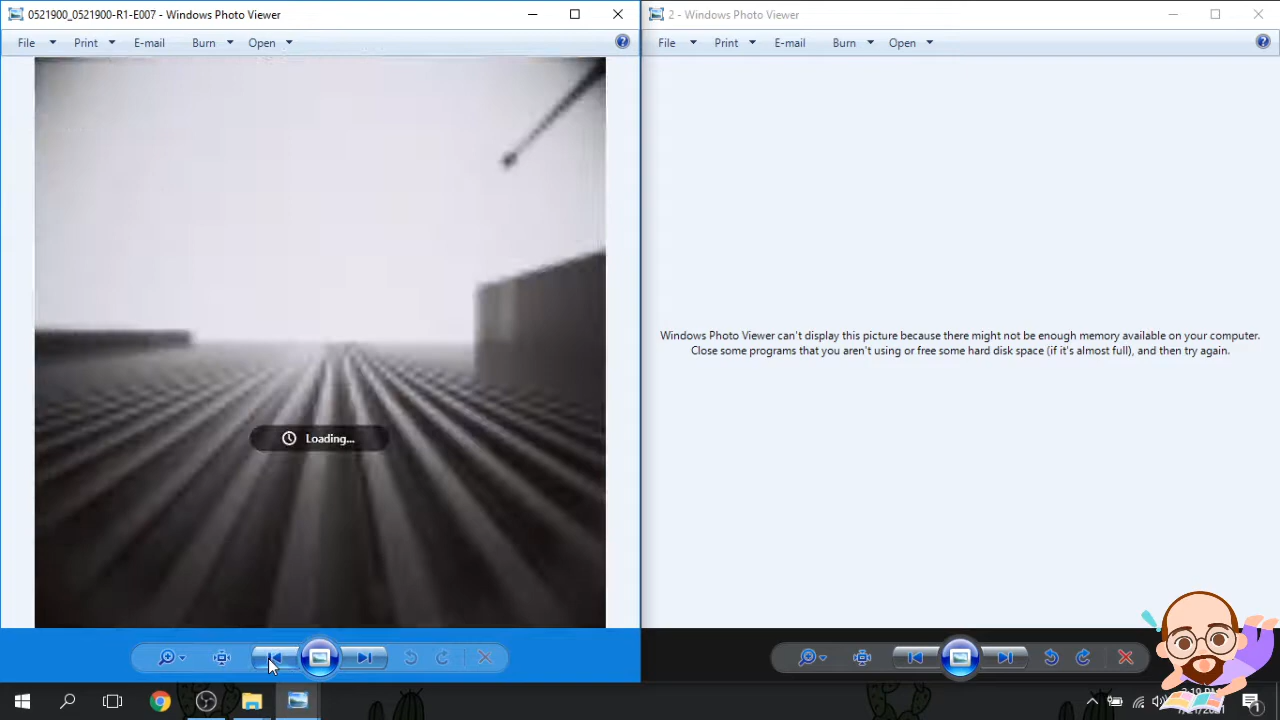 0521900_0521900-R1-E007 - Windows Photo Viewer
File Print E-mail Burn Open
Loading...
2 - Windows Photo Viewer
File Print E-mail Burn Open
Windows Photo Viewer can't display this picture because there might not be enough memory available on your computer.
Close some programs that you aren't using or free some hard disk space (if it's almost full), and then try again.